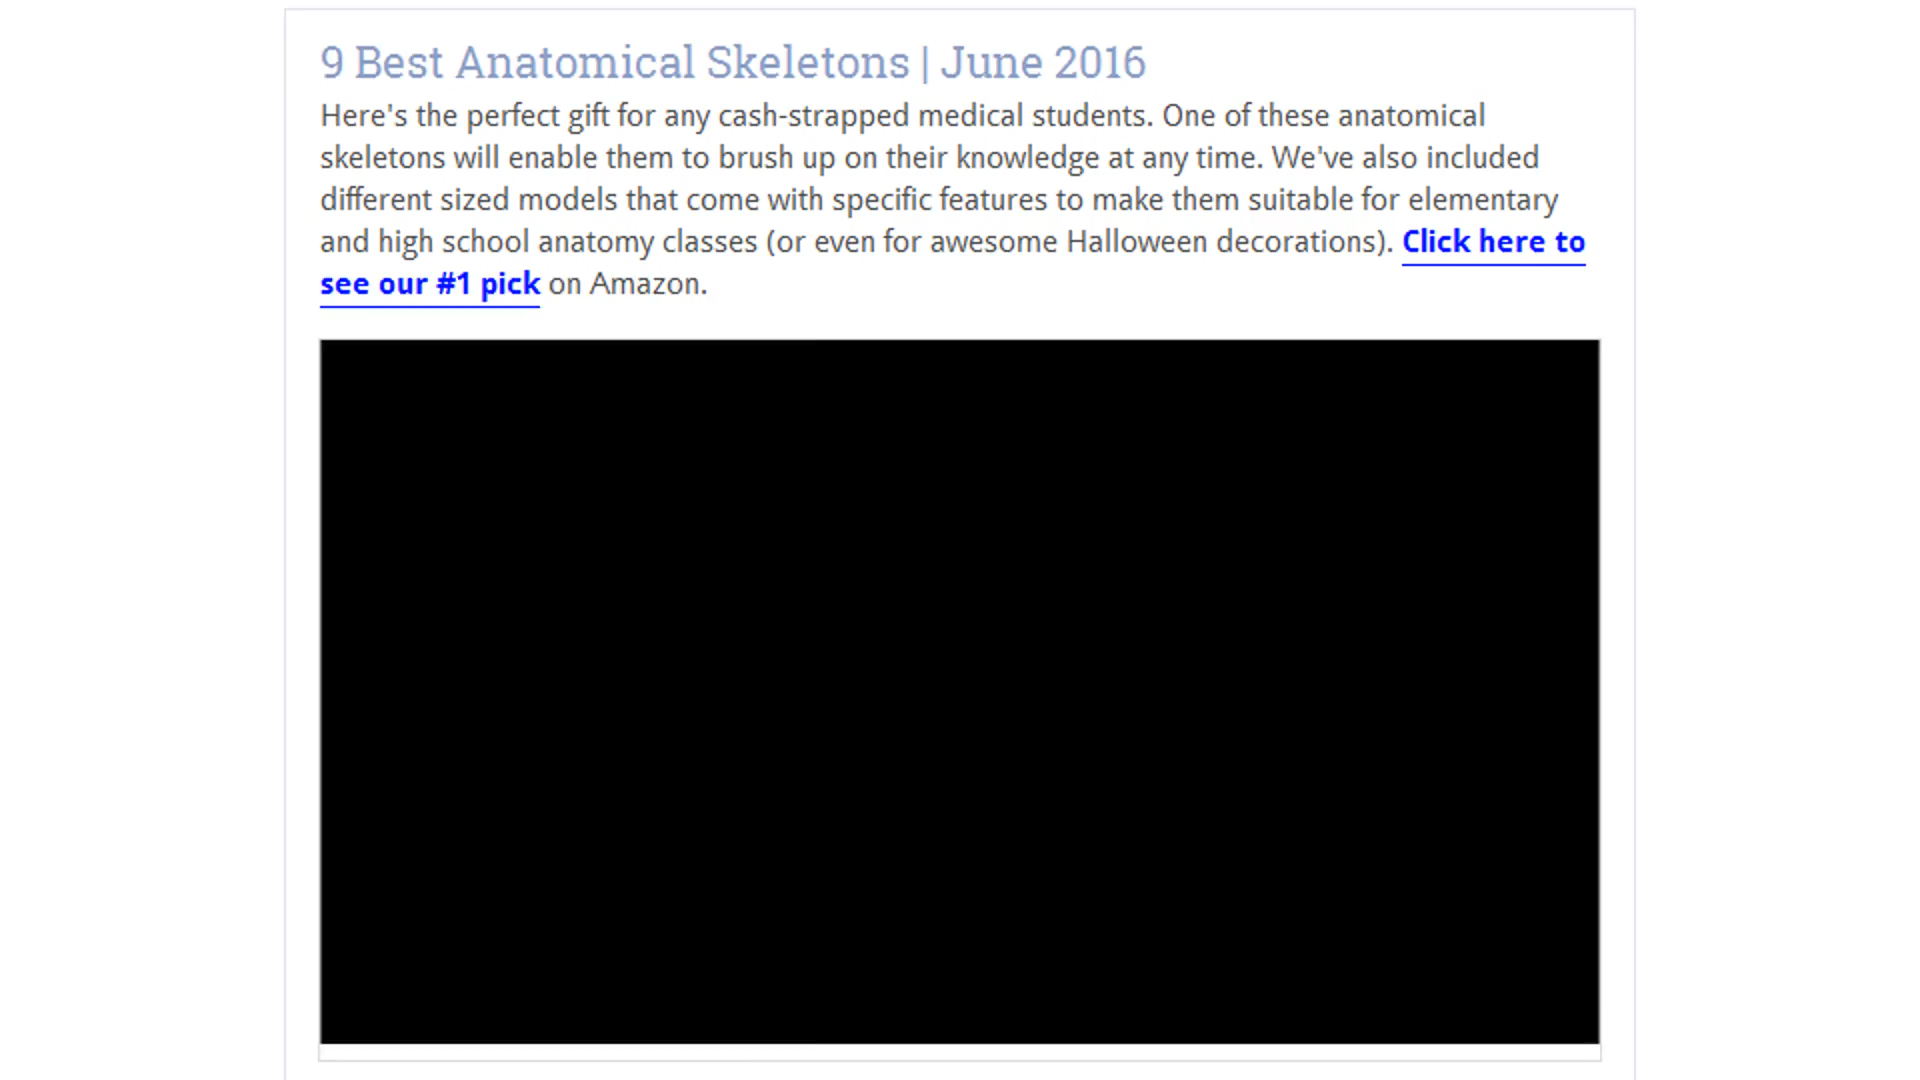 9 Best Anatomical Skeletons | June 2016
Here's the perfect gift for any cash-strapped medical students. One of these anatomical
skeletons will enable them to brush up on their knowledge at any time. We've also included
different sized models that come with specific features to make them suitable for elementary
and high school anatomy classes (or even for awesome Halloween decorations). Click here to
see our #1 pick on Amazon.